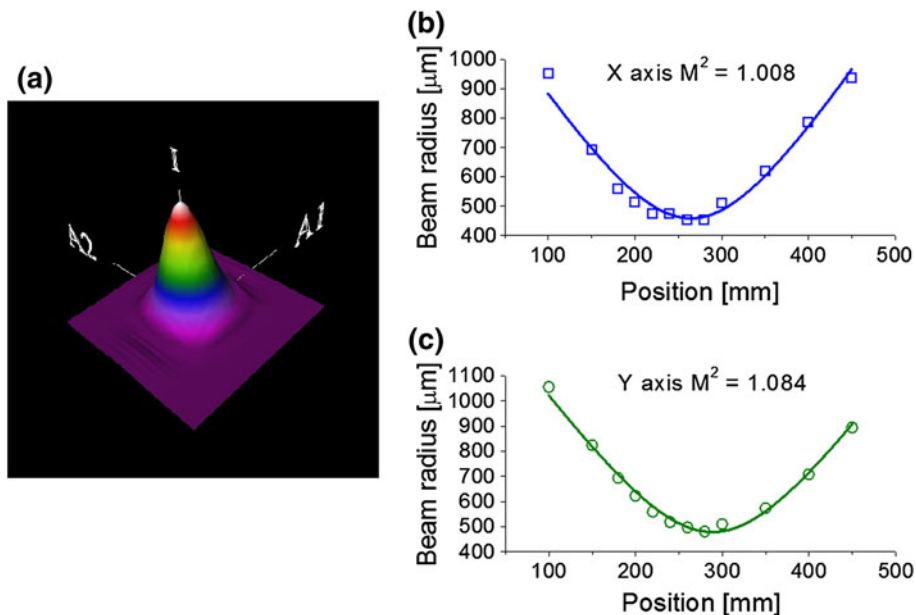 (a)
I
A2
A1
(b)
X axis M² = 1.008
Beam radius [μm]
1000
900
800
700
600
500
400
100 200 300 400 500
Position [mm]
(c)
Y axis M² = 1.084
Beam radius [μm]
1100
1000
900
800
700
600
500
400
100 200 300 400 500
Position [mm]